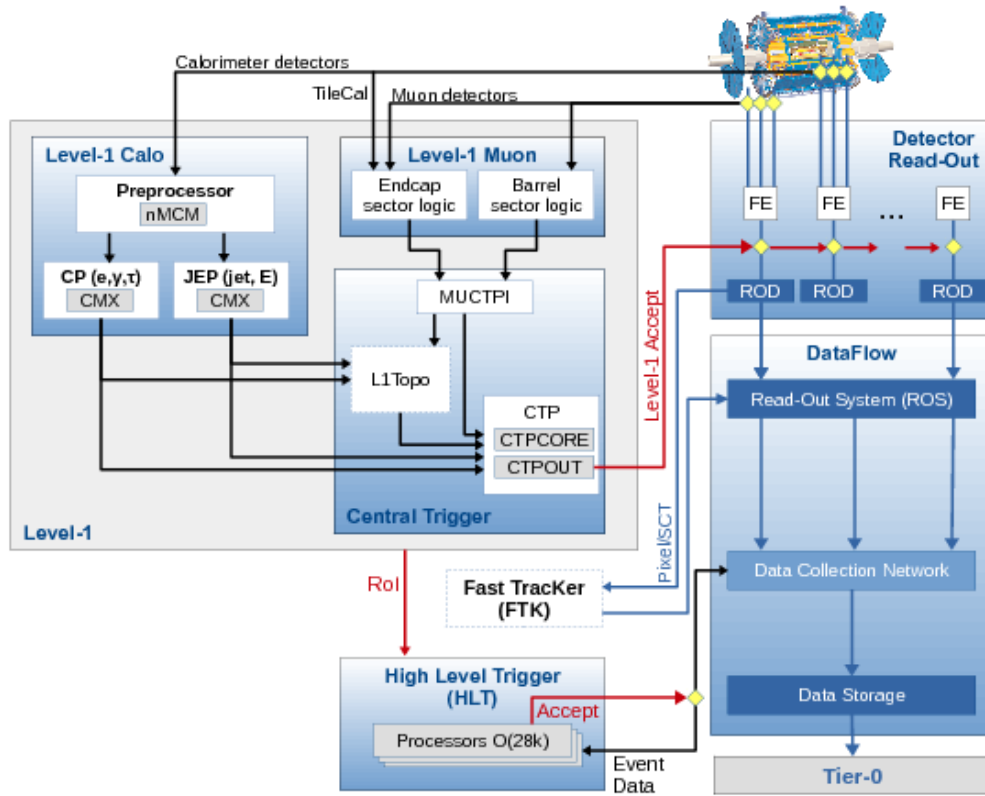 Calorimeter detectors
TileCal
Muon detectors
Level-1 Calo
Preprocessor
nMCM
CP (e,γ,τ)
CMX
JEP (jet, E)
CMX
Level-1 Muon
Endcap
sector logic
Barrel
sector logic
MUCTPI
L1Topo
CTP
CTPCORE
CTPOUT
Central Trigger
Level-1
Level-1 Accept
Detector
Read-Out
FE
FE
...
FE
ROD
ROD
ROD
DataFlow
Read-Out System (ROS)
Data Collection Network
Data Storage
Tier-0
Pixel/SCT
RoI
Fast TracKer
(FTK)
High Level Trigger
(HLT)
Accept
Processors O(28k)
Event
Data